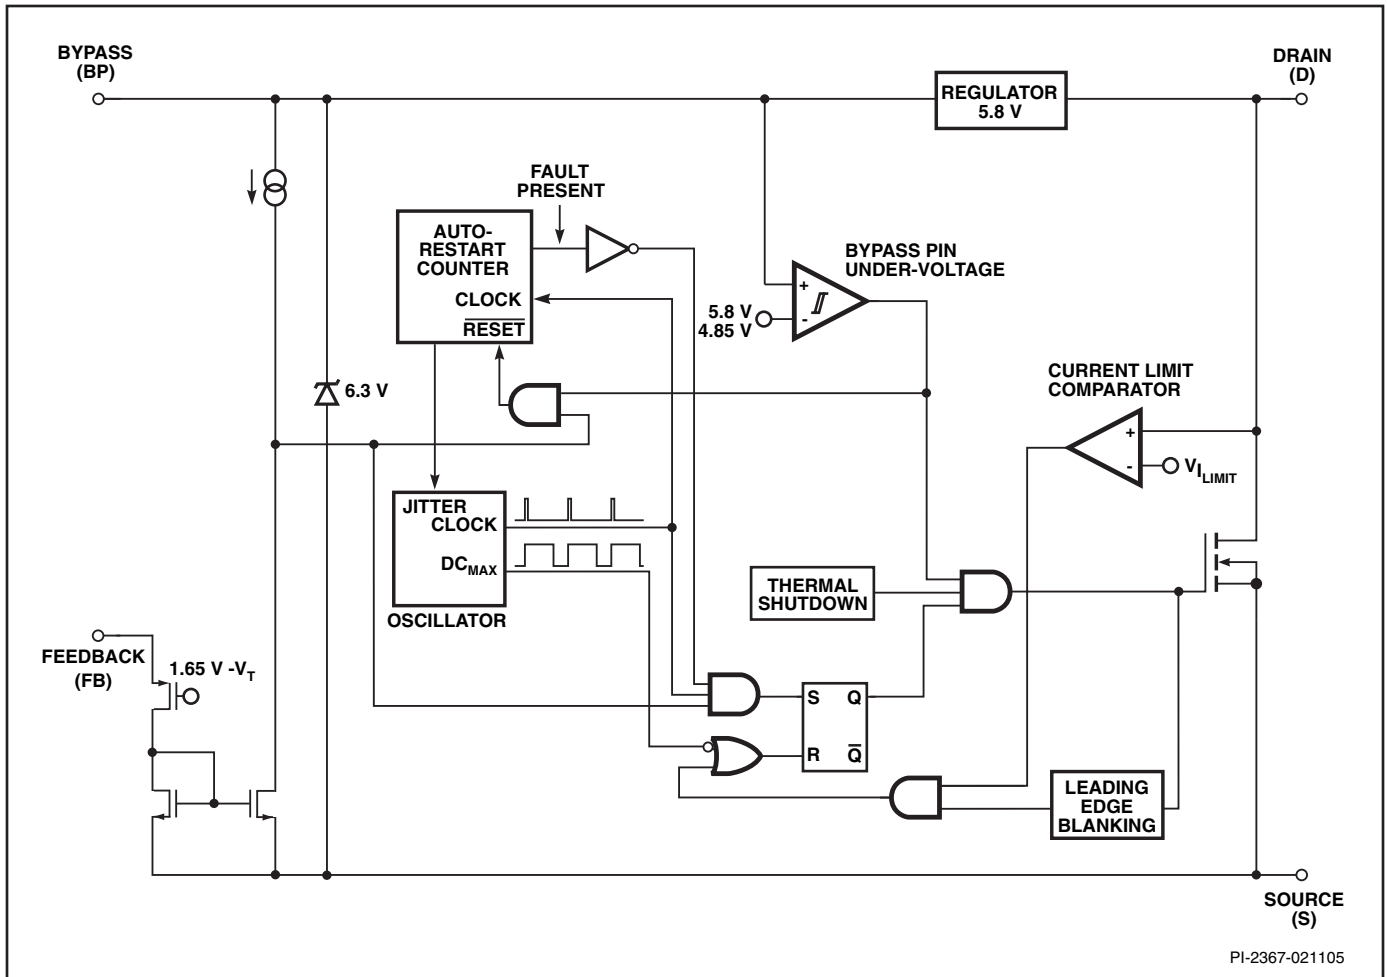 BYPASS
(BP)
DRAIN
(D)
REGULATOR
5.8 V
FAULT
PRESENT
AUTO-
RESTART
COUNTER
CLOCK
RESET
BYPASS PIN
UNDER-VOLTAGE
+
-
5.8 V
4.85 V
6.3 V
CURRENT LIMIT
COMPARATOR
+
-
VILIMIT
JITTER
CLOCK
DCMAX
OSCILLATOR
THERMAL
SHUTDOWN
FEEDBACK
(FB)
1.65 V -VT
S Q
R Q
LEADING
EDGE
BLANKING
SOURCE
(S)
PI-2367-021105